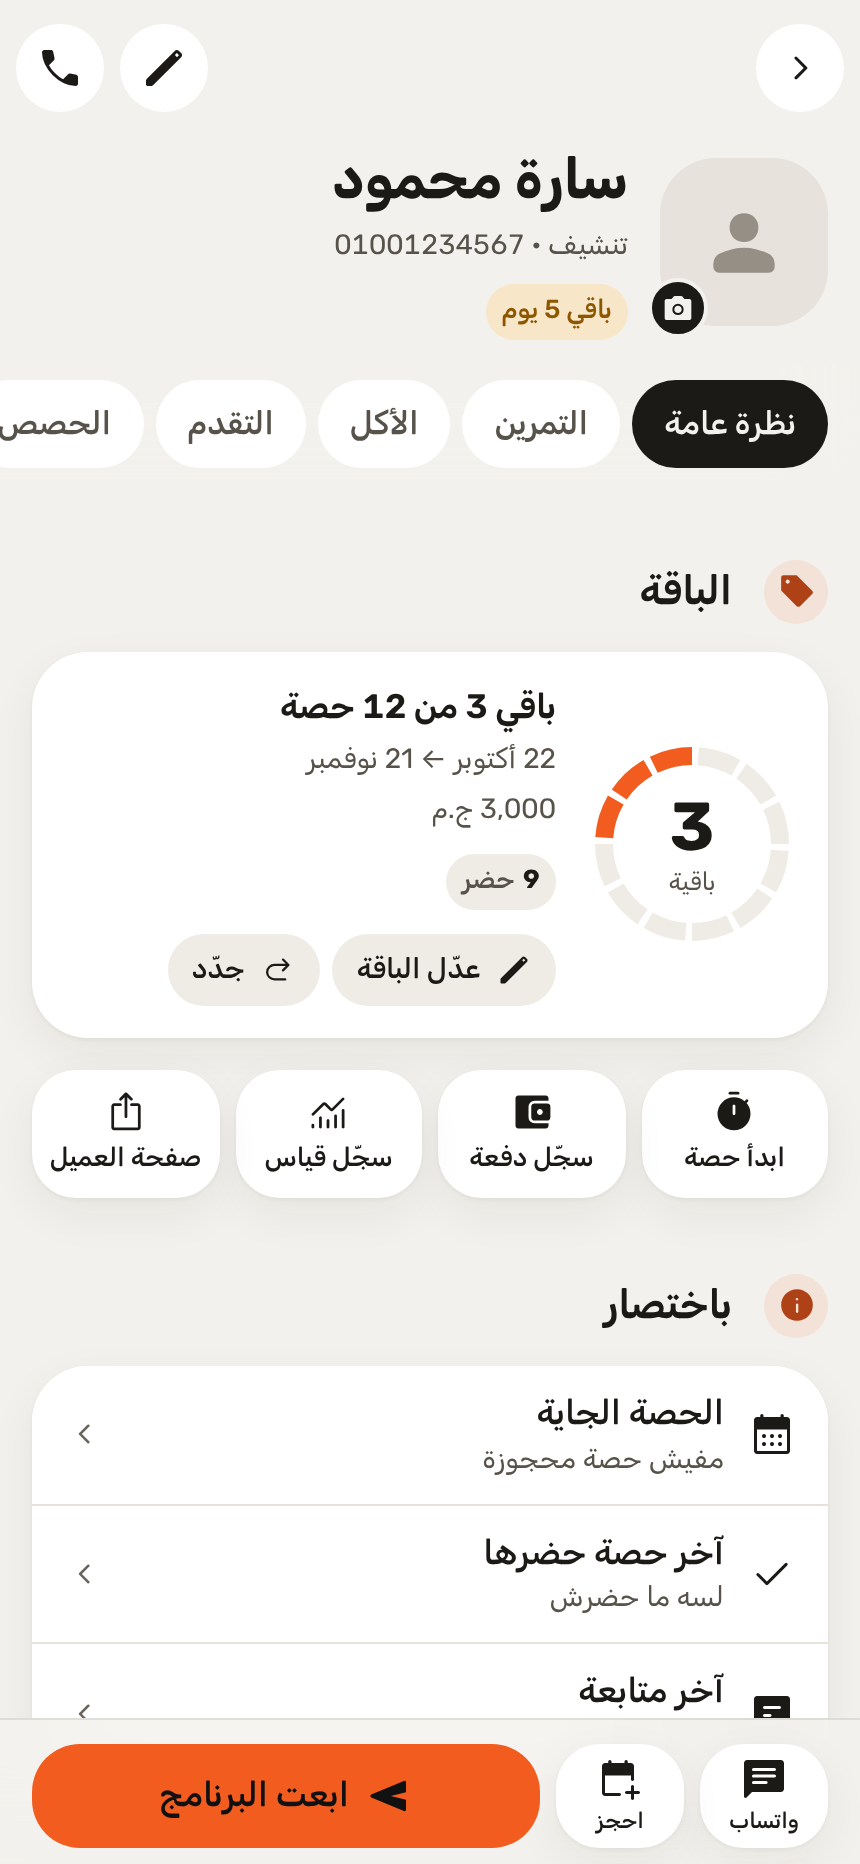 سارة محمود
تنشيف • 01001234567
باقي 5 يوم
نظرة عامة
التمرين
الأكل
التقدم
الحصص
الباقة
باقي 3 من 12 حصة
22 أكتوبر ← 21 نوفمبر
3,000 ج.م
3
باقية
9 حضر
عدّل الباقة
جدّد
ابدأ حصة
سجّل دفعة
سجّل قياس
صفحة العميل
باختصار
الحصة الجاية
مفيش حصة محجوزة
آخر حصة حضرها
لسه ما حضرش
آخر متابعة
واتساب
احجز
ابعت البرنامج